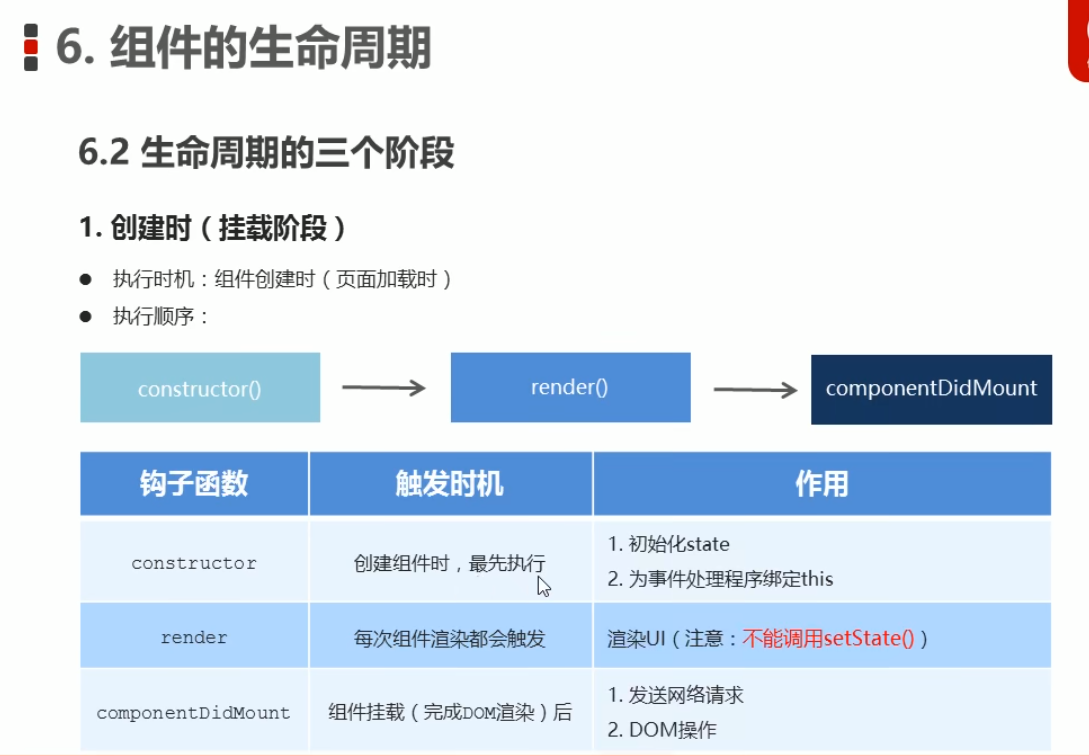 6. 组件的生命周期
6.2 生命周期的三个阶段
1. 创建时（挂载阶段）
● 执行时机：组件创建时（页面加载时）
● 执行顺序：
constructor()
render()
componentDidMount
钩子函数
触发时机
作用
constructor
创建组件时，最先执行
1. 初始化state
2. 为事件处理程序绑定this
render
每次组件渲染都会触发
渲染UI（注意：不能调用setState()）
componentDidMount
组件挂载（完成DOM渲染）后
1. 发送网络请求
2. DOM操作